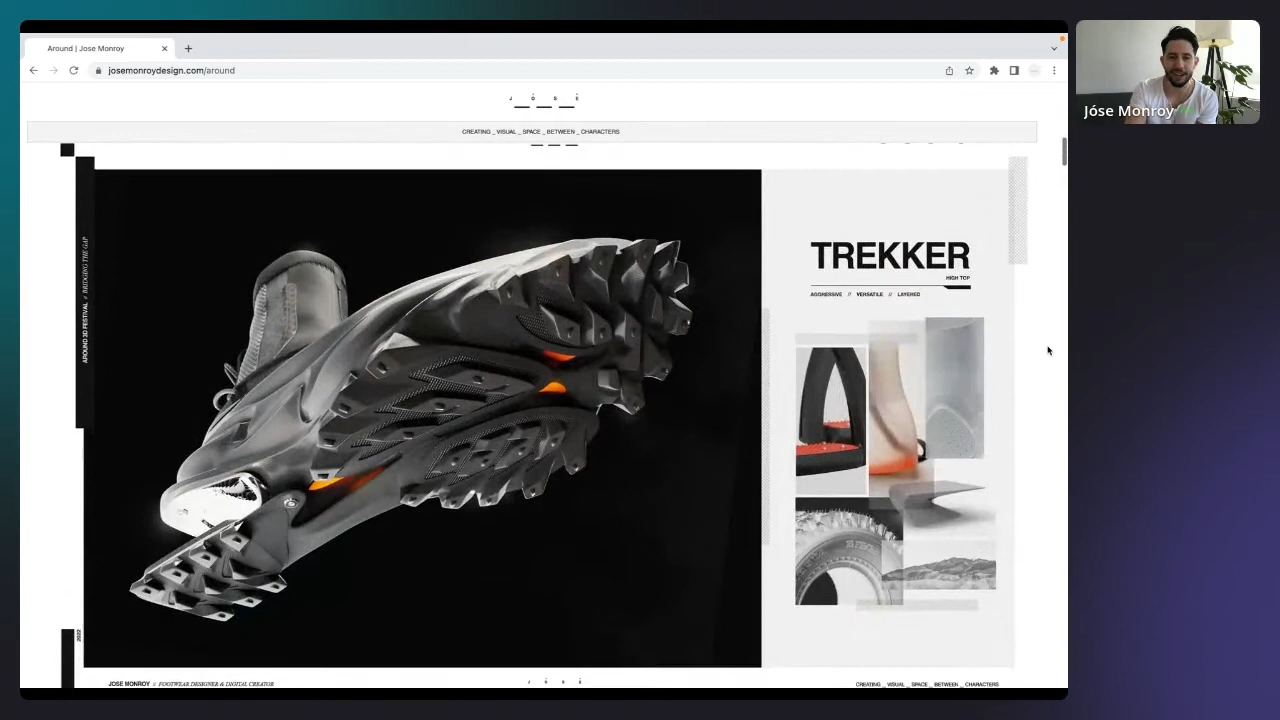 Around | Jose Monroy
josemonroydesign.com/around
J O S E
CREATING _ VISUAL _ SPACE _ BETWEEN _ CHARACTERS
Jóse Monroy
AROUND 3D FESTIVAL // BRIDGING THE GAP
TREKKER
HIGH TOP
AGGRESSIVE // VERSATILE // LAYERED
2022
JOSE MONROY // FOOTWEAR DESIGNER & DIGITAL CREATOR
J O S E
CREATING _ VISUAL _ SPACE _ BETWEEN _ CHARACTERS